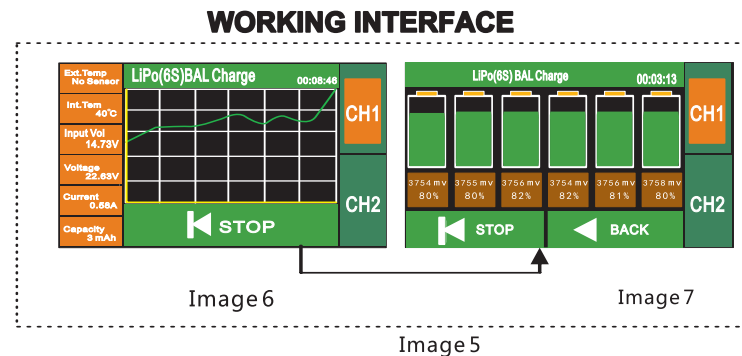 WORKING INTERFACE
Ext.Temp
No Sensor
Int.Tem
40℃
Input Vol
14.73V
Voltage
22.63V
Current
0.58A
Capacity
3 mAh
LiPo(6S)BAL Charge 00:08:46
STOP
CH1
CH2
Image 6
LiPo(6S) BAL Charge 00:03:13
3754 mv 3755 mv 3756 mv 3754 mv 3756 mv 3758 mv
80% 80% 82% 82% 81% 80%
STOP BACK
CH1
CH2
Image 7
Image 5